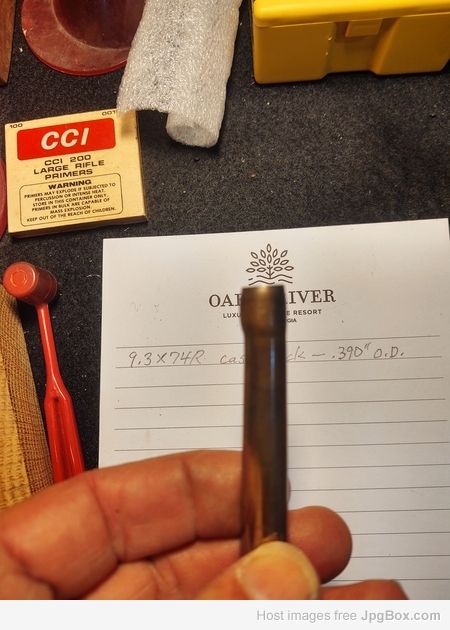 100
001
CCI
CCI 200
LARGE RIFLE
PRIMERS
WARNING
PRIMERS MAY EXPLODE IF SUBJECTED TO
PERCUSSION OR INTENSE HEAT.
STORE IN THIS CONTAINER ONLY.
PRIMERS IN BULK ARE CAPABLE OF
MASS EXPLOSION.
KEEP OUT OF THE REACH OF CHILDREN.
9.3X74R .390" O.D.
Host images free JpgBox.com